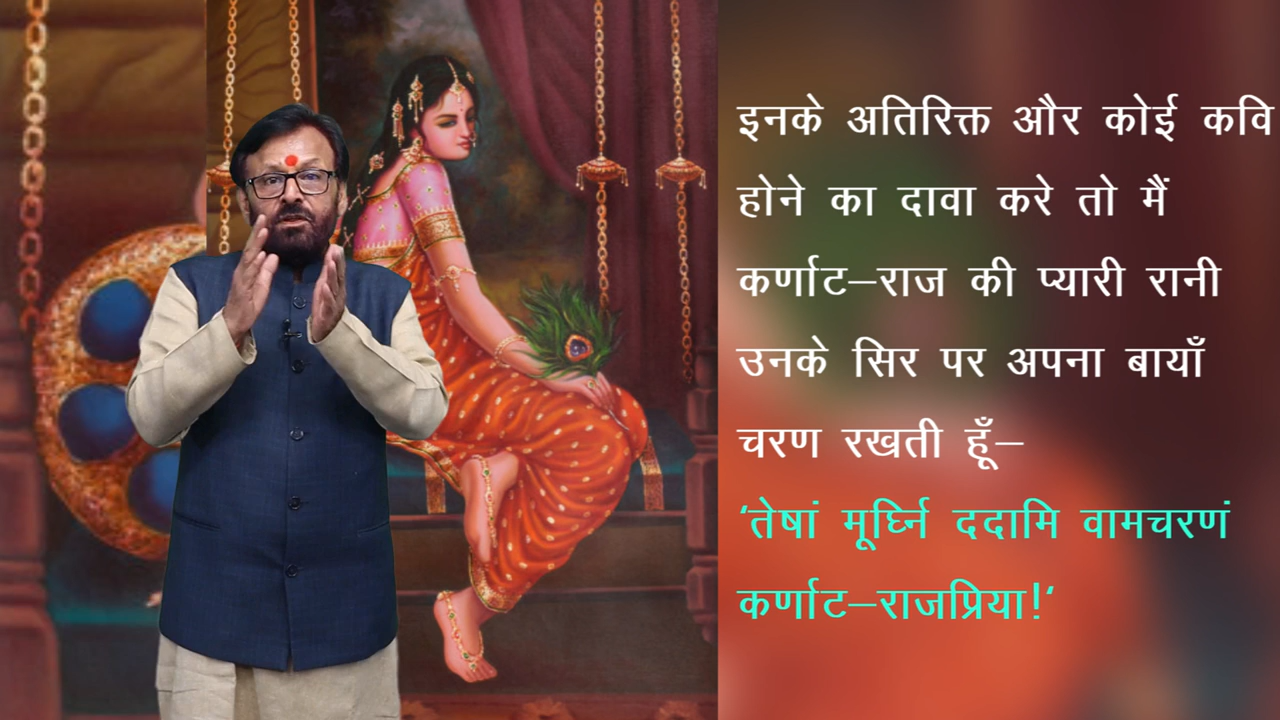 इनके अतिरिक्त और कोई कवि
होने का दावा करे तो मैं
कर्णाट–राज की प्यारी रानी
उनके सिर पर अपना बायाँ
चरण रखती हूँ–
‘तेषां मूर्घ्नि ददामि वामचरणं
कर्णाट–राजप्रिया!‘